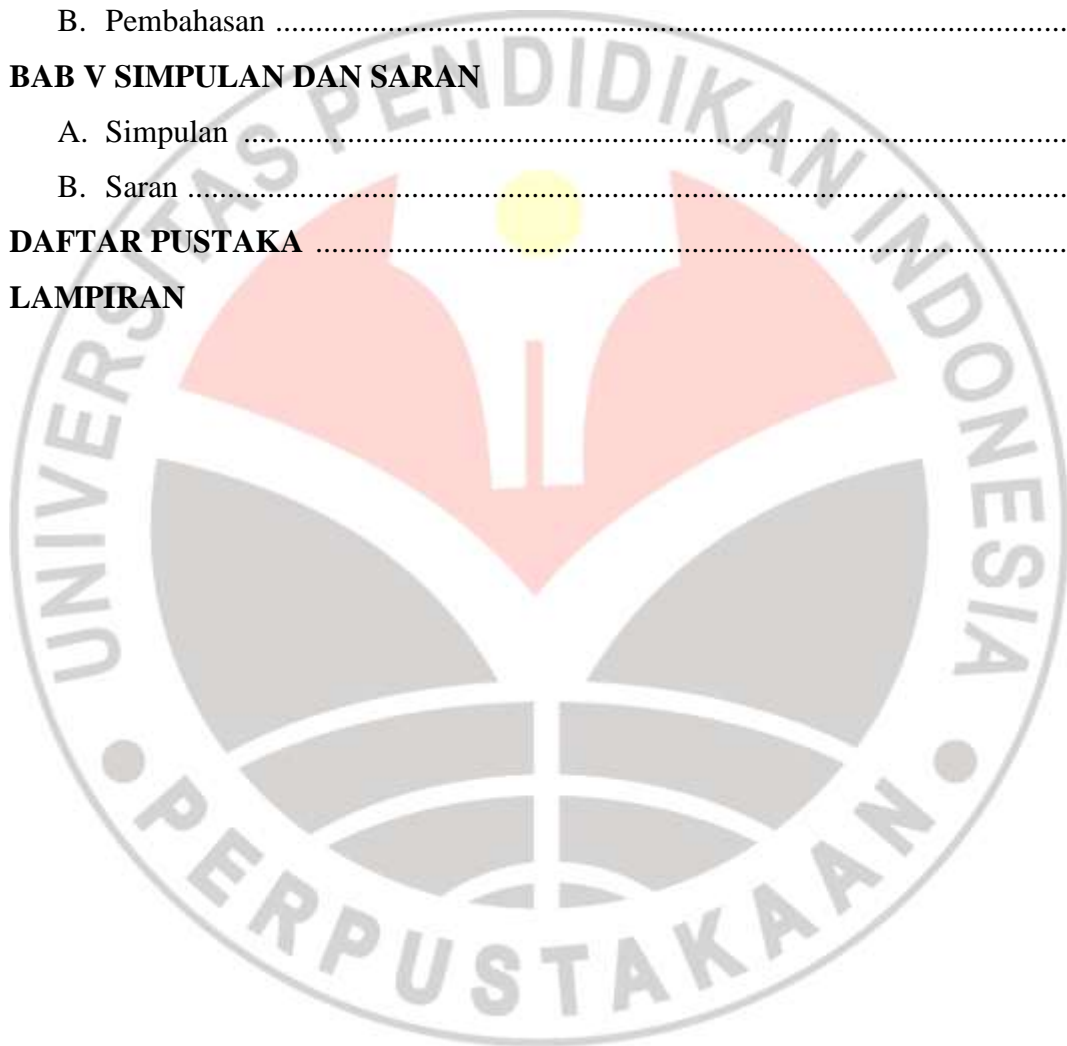 B. Pembahasan ....................................................................................................
BAB V SIMPULAN DAN SARAN
A. Simpulan ........................................................................................................
B. Saran ...............................................................................................................
DAFTAR PUSTAKA ..............................................................................................
LAMPIRAN
UNIVERSITAS PENDIDIKAN INDONESIA
PERPUSTAKAAN